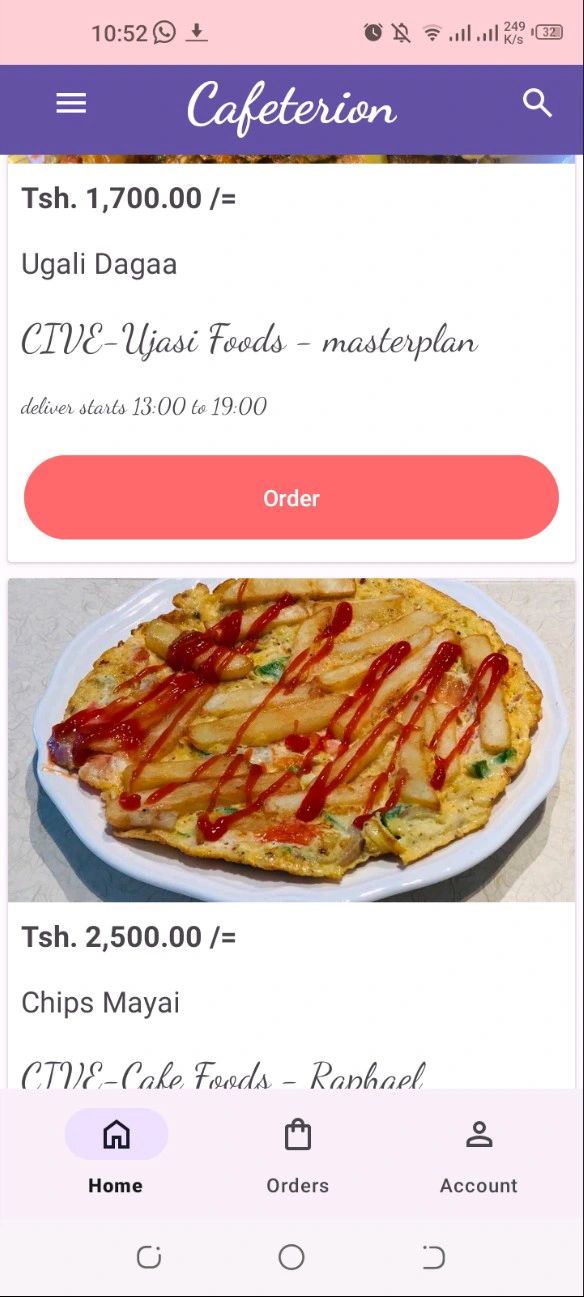 10:52
249
K/s
32
Cafeterion
Tsh. 1,700.00 /=
Ugali Dagaa
CIVE-Ujasi Foods - masterplan
deliver starts 13:00 to 19:00
Order
Tsh. 2,500.00 /=
Chips Mayai
CIVE-Cafe Foods - Raphael
Home
Orders
Account